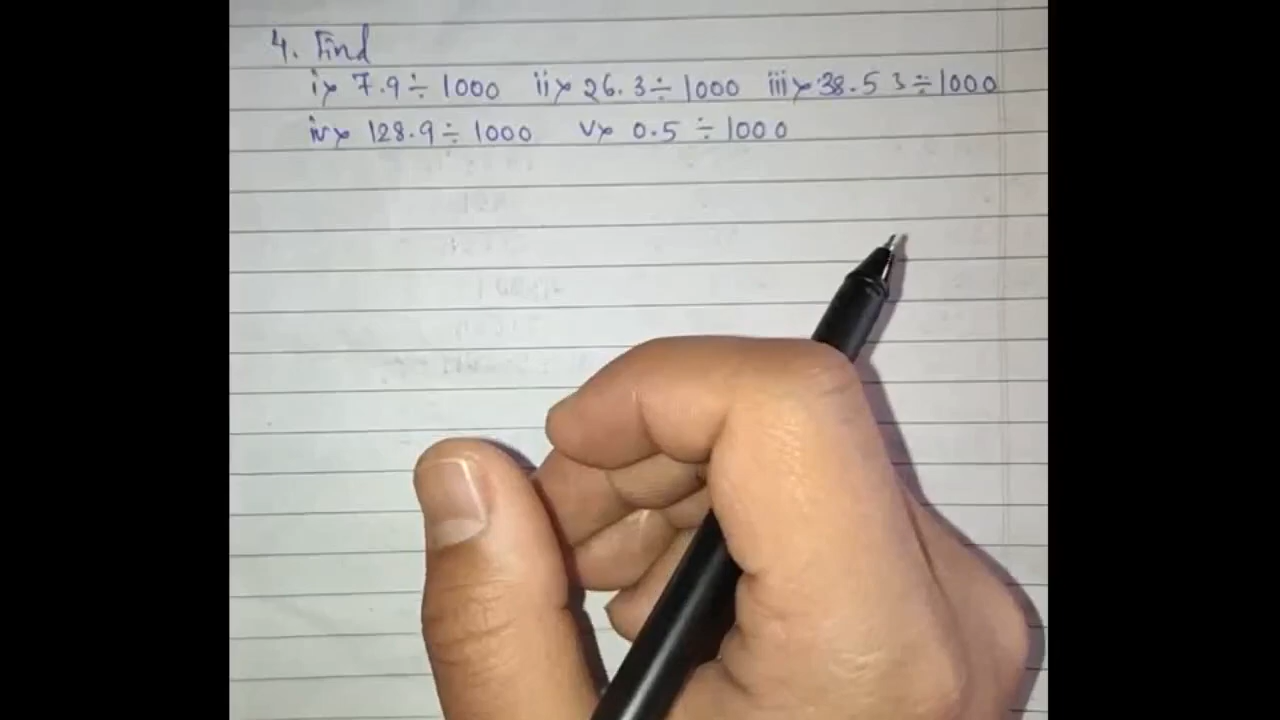 4. Find
i> 7.9 ÷ 1000 ii> 26.3 ÷ 1000 iii> 38.53 ÷ 1000
iv> 128.9 ÷ 1000 v> 0.5 ÷ 1000